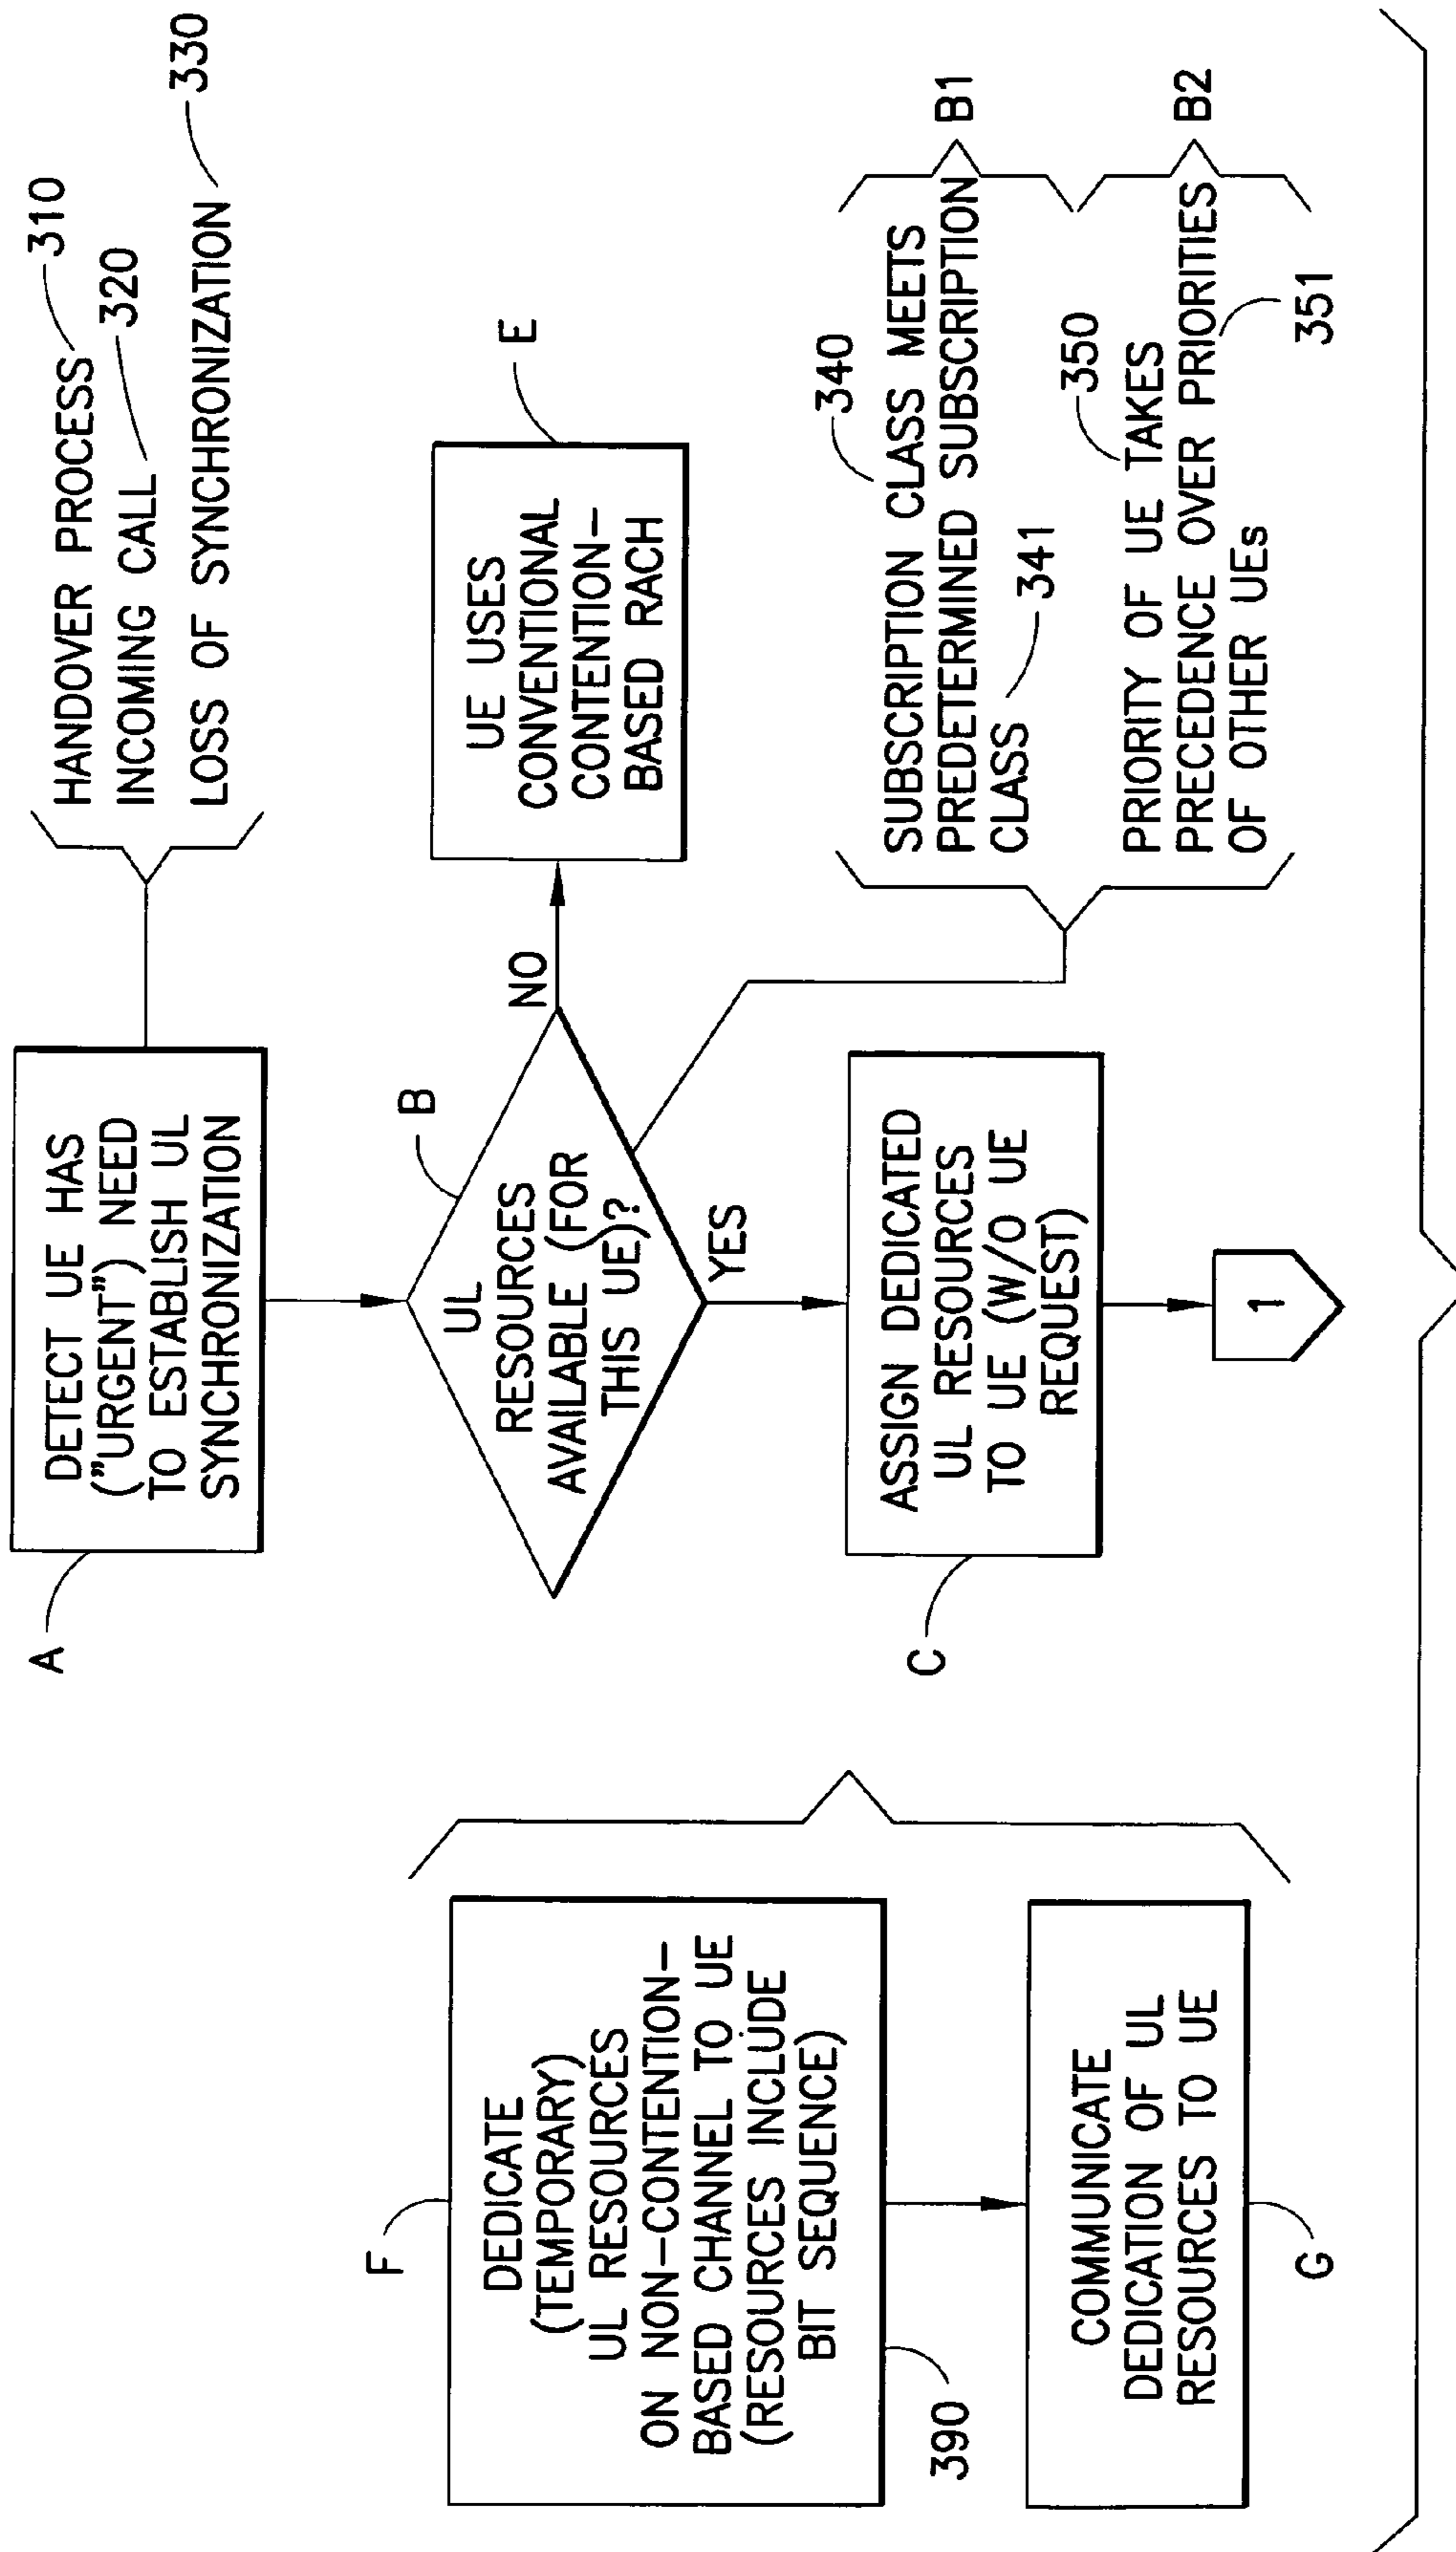 A
DETECT UE HAS
("URGENT") NEED
TO ESTABLISH UL
SYNCHRONIZATION
HANDOVER PROCESS
310
INCOMING CALL
320
LOSS OF SYNCHRONIZATION
330
B
UL
RESOURCES
AVAILABLE (FOR
THIS UE)?
NO
YES
UE USES
CONVENTIONAL
CONTENTION-
BASED RACH
E
340
SUBSCRIPTION CLASS MEETS
PREDETERMINED SUBSCRIPTION
CLASS
341
B1
350
PRIORITY OF UE TAKES
PRECEDENCE OVER PRIORITIES
OF OTHER UEs
351
B2
C
ASSIGN DEDICATED
UL RESOURCES
TO UE (W/O UE
REQUEST)
1
F
DEDICATE
(TEMPORARY)
UL RESOURCES
ON NON-CONTENTION-
BASED CHANNEL TO UE
(RESOURCES INCLUDE
BIT SEQUENCE)
390
COMMUNICATE
DEDICATION OF UL
RESOURCES TO UE
G